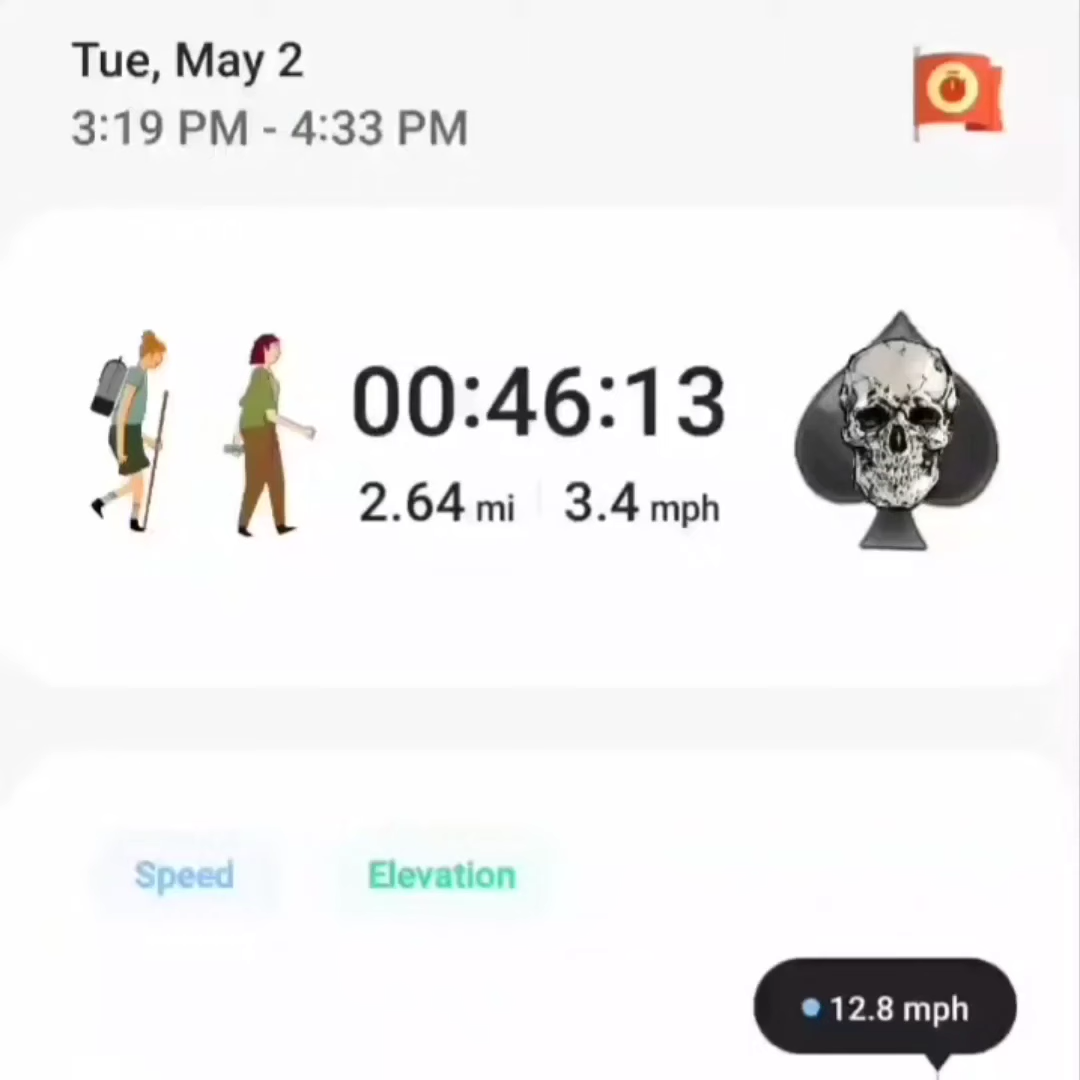 Tue, May 2
3:19 PM - 4:33 PM
00:46:13
2.64 mi 3.4 mph
Speed Elevation
12.8 mph